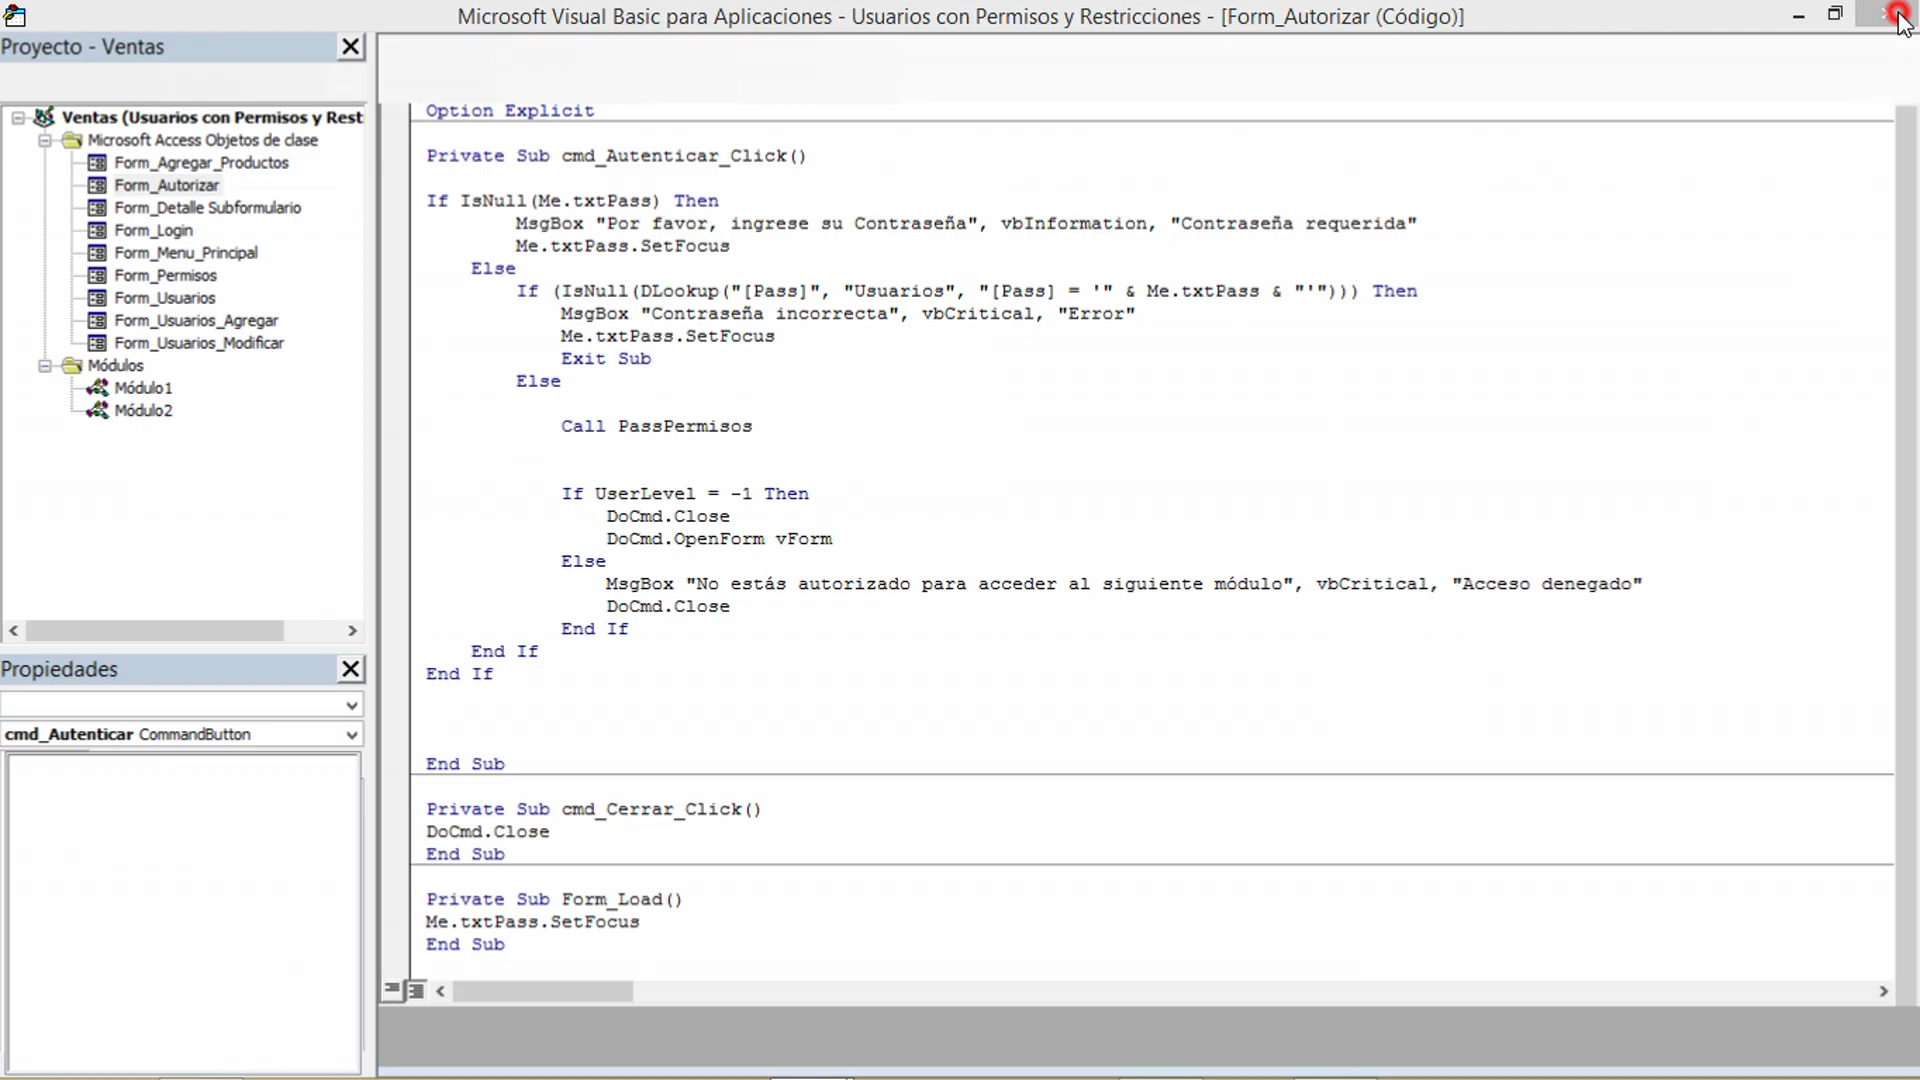 Microsoft Visual Basic para Aplicaciones - Usuarios con Permisos y Restricciones - [Form_Autorizar (Código)]
Proyecto - Ventas
Ventas (Usuarios con Permisos y Rest
Microsoft Access Objetos de clase
Form_Agregar_Productos
Form_Autorizar
Form_Detalle Subformulario
Form_Login
Form_Menu_Principal
Form_Permisos
Form_Usuarios
Form_Usuarios_Agregar
Form_Usuarios_Modificar
Módulos
Módulo1
Módulo2
Propiedades
cmd_Autenticar CommandButton
Option Explicit
Private Sub cmd_Autenticar_Click()
If IsNull(Me.txtPass) Then
MsgBox "Por favor, ingrese su Contraseña", vbInformation, "Contraseña requerida"
Me.txtPass.SetFocus
Else
If (IsNull(DLookup("[Pass]", "Usuarios", "[Pass] = '" & Me.txtPass & "'"))) Then
MsgBox "Contraseña incorrecta", vbCritical, "Error"
Me.txtPass.SetFocus
Exit Sub
Else
Call PassPermisos
If UserLevel = -1 Then
DoCmd.Close
DoCmd.OpenForm vForm
Else
MsgBox "No estás autorizado para acceder al siguiente módulo", vbCritical, "Acceso denegado"
DoCmd.Close
End If
End If
End If
End Sub
Private Sub cmd_Cerrar_Click()
DoCmd.Close
End Sub
Private Sub Form_Load()
Me.txtPass.SetFocus
End Sub